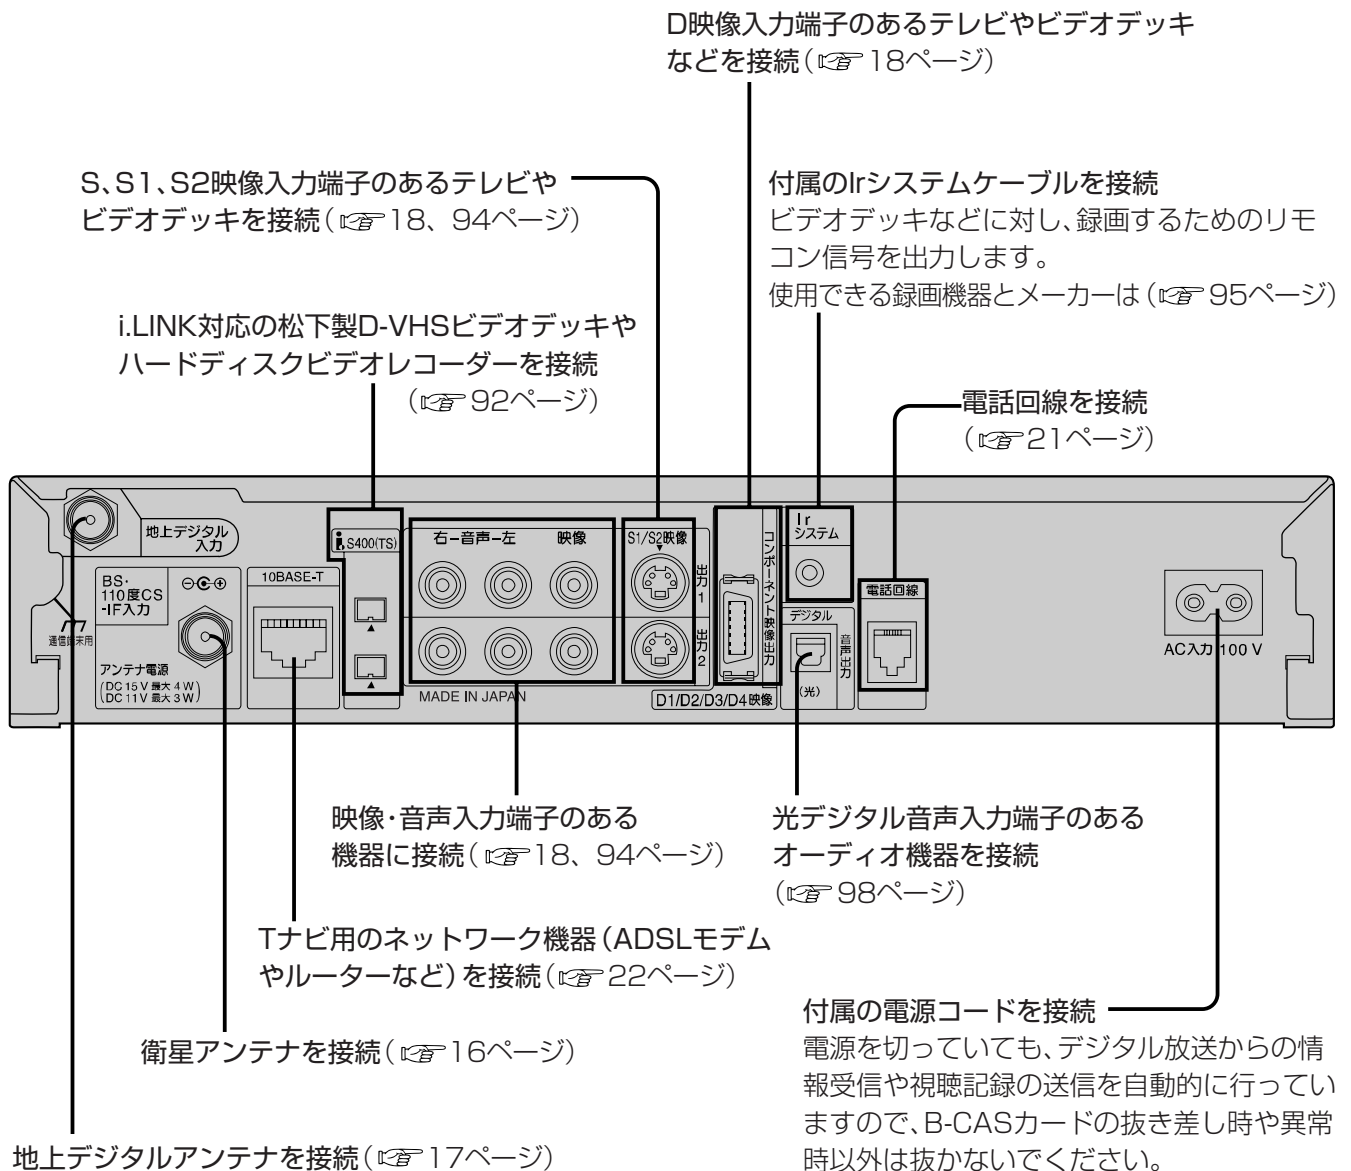 D映像入力端子のあるテレビやビデオデッキ
などを接続(☞18ページ)
S、S1、S2映像入力端子のあるテレビや
ビデオデッキを接続(☞18、94ページ)
付属のIrシステムケーブルを接続
ビデオデッキなどに対し、録画するためのリモ
コン信号を出力します。
使用できる録画機器とメーカーは(☞95ページ)
i.LINK対応の松下製D-VHSビデオデッキや
ハードディスクビデオレコーダーを接続
(☞92ページ)
電話回線を接続
(☞21ページ)
地上デジタル
入力
BS・
110度CS
-IF入力
通信端末用
アンテナ電源
(DC15V最大4W)
(DC11V最大3W)
10BASE-T
i.S400(TS)
右-音声-左
映像
S1/S2映像
出力1
出力2
MADE IN JAPAN
コンポーネント映像出力
D1/D2/D3/D4映像
Ir
システム
デジタル
音声出力
(光)
電話回線
AC入力 100 V
映像・音声入力端子のある
機器に接続(☞18、94ページ)
光デジタル音声入力端子のある
オーディオ機器を接続
(☞98ページ)
Tナビ用のネットワーク機器(ADSLモデム
やルーターなど)を接続(☞22ページ)
衛星アンテナを接続(☞16ページ)
地上デジタルアンテナを接続(☞17ページ)
付属の電源コードを接続
電源を切っていても、デジタル放送からの情
報受信や視聴記録の送信を自動的に行ってい
ますので、B-CASカードの抜き差し時や異常
時以外は抜かないでください。